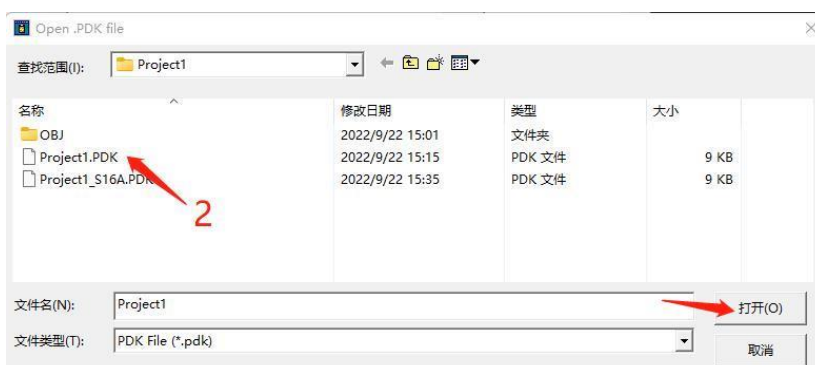 Open .PDK file
查找范围(I): Project1
名称 修改日期 类型 大小
OBJ 2022/9/22 15:01 文件夹
Project1.PDK 2022/9/22 15:15 PDK 文件 9 KB
Project1_S16A.PDK 2022/9/22 15:35 PDK 文件 9 KB
2
文件名(N): Project1 打开(O)
文件类型(T): PDK File (*.pdk) 取消